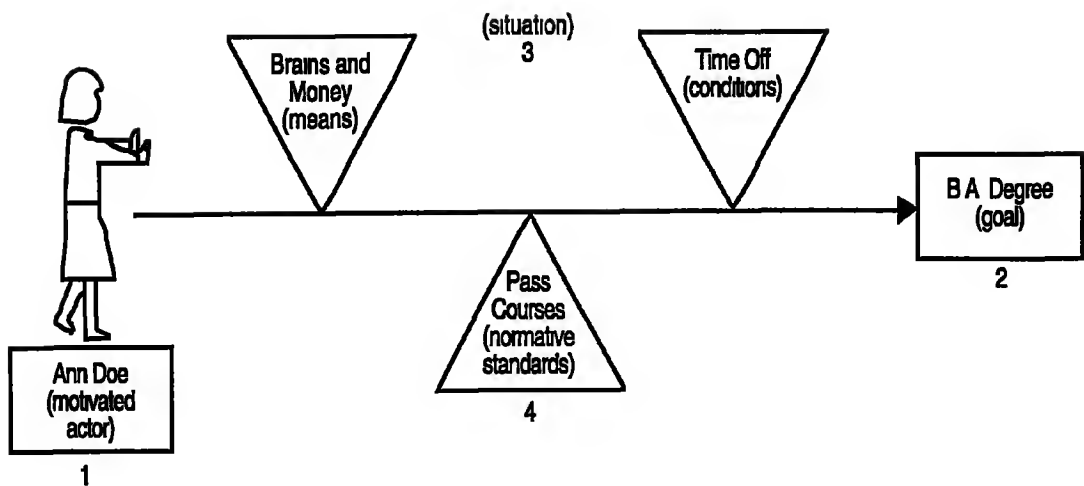 (situation)
3
Brains and
Money
(means)
Time Off
(conditions)
B A Degree
(goal)
2
Pass
Courses
(normative
standards)
4
Ann Doe
(motivated
actor)
1